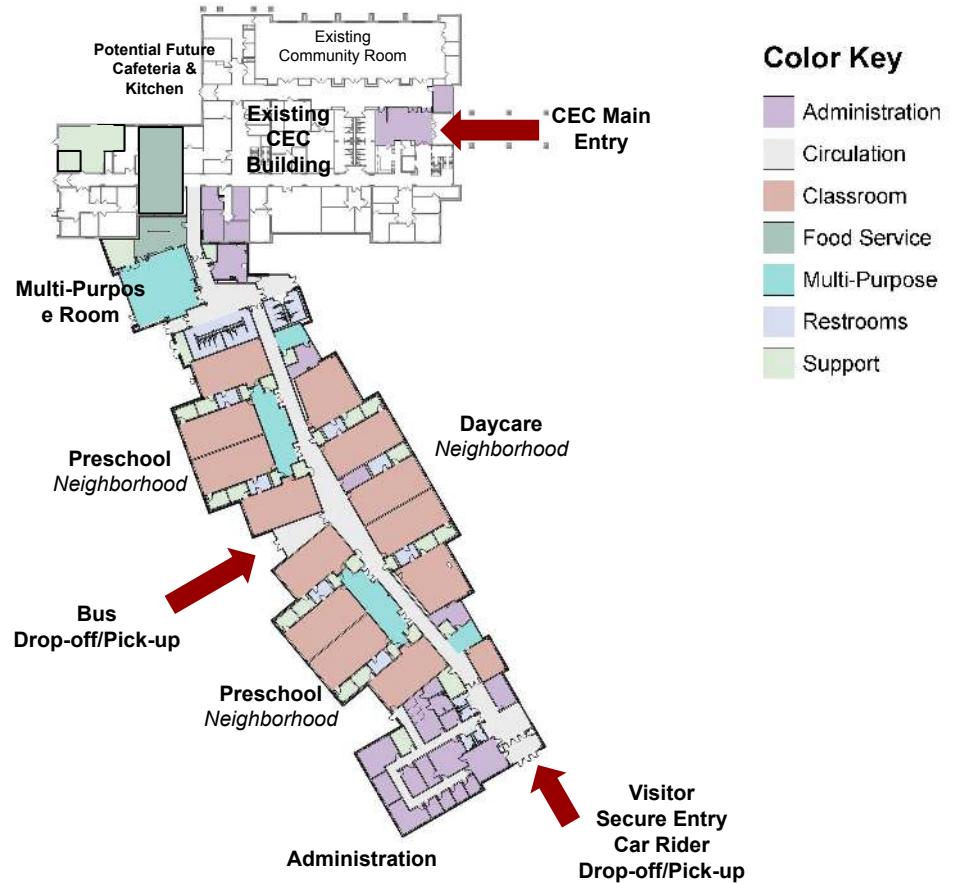 Existing
Community Room
Potential Future
Cafeteria &
Kitchen
Existing
CEC
Building
CEC Main
Entry
Color Key
Administration
Circulation
Classroom
Food Service
Multi-Purpose
Restrooms
Support
Multi-Purpos
e Room
Daycare
Neighborhood
Preschool
Neighborhood
Bus
Drop-off/Pick-up
Preschool
Neighborhood
Visitor
Secure Entry
Car Rider
Drop-off/Pick-up
Administration